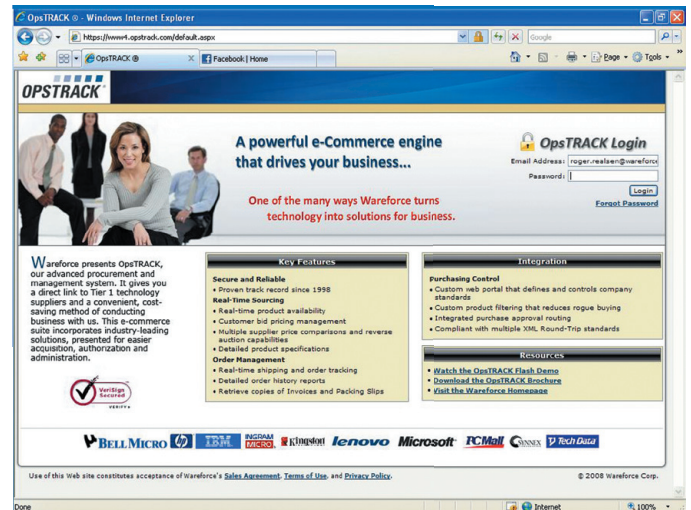 OpsTRACK ® - Windows Internet Explorer
https://www4.opstrack.com/default.aspx
Google
OpsTRACK ®
Facebook | Home
Page
Tools
OPSTRACK
A powerful e-Commerce engine
that drives your business...
One of the many ways Wareforce turns
technology into solutions for business.
OpsTRACK Login
Email Address: roger.realsen@warefor
Password:
Login
Forgot Password
Wareforce presents OpsTRACK,
our advanced procurement and
management system. It gives you
a direct link to Tier 1 technology
suppliers and a convenient, cost-
saving method of conducting
business with us. This e-commerce
suite incorporates industry-leading
solutions, presented for easier
acquisition, authorization and
administration.
VeriSign
Secured
VERIFY
Key Features
Secure and Reliable
• Proven track record since 1998
Real-Time Sourcing
• Real-time product availability
• Customer bid pricing management
• Multiple supplier price comparisons and reverse
auction capabilities
• Detailed product specifications
Order Management
• Real-time shipping and order tracking
• Detailed order history reports
• Retrieve copies of Invoices and Packing Slips
Integration
Purchasing Control
• Custom web portal that defines and controls company
standards
• Custom product filtering that reduces rogue buying
• Integrated purchase approval routing
• Compliant with multiple XML Round-Trip standards
Resources
• Watch the OpsTRACK Flash Demo
• Download the OpsTRACK Brochure
• Visit the Wareforce Homepage
BELL MICRO hp IBM INGRAM MICRO Kingston lenovo Microsoft PCMall SYNNEX Tech Data
Use of this Web site constitutes acceptance of Wareforce's Sales Agreement, Terms of Use, and Privacy Policy.
© 2008 Wareforce Corp.
Done
Internet
100%